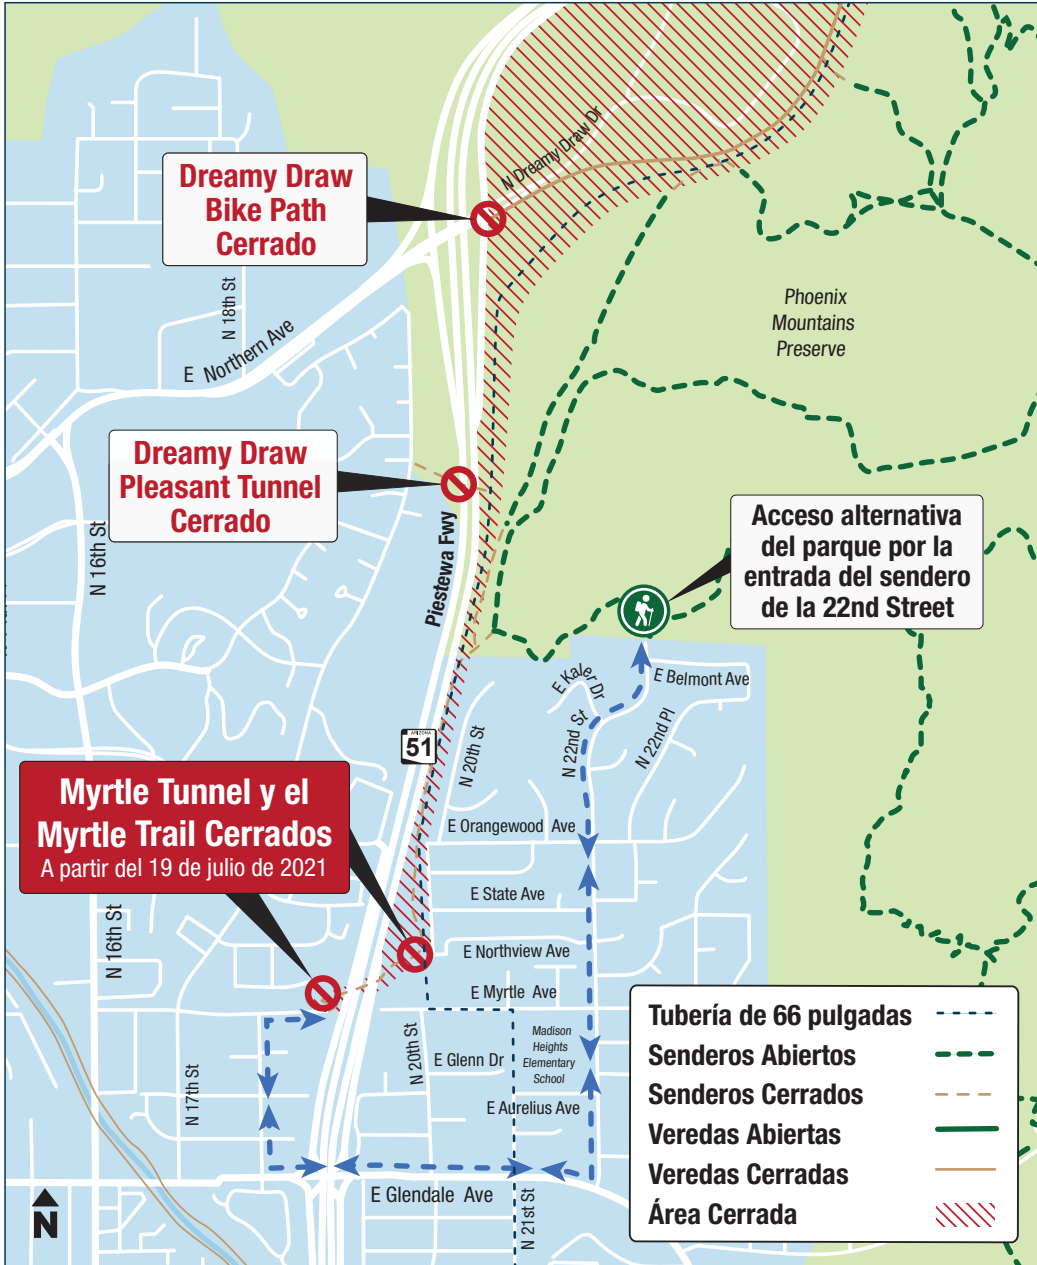 N Dreamy Draw Dr
Dreamy Draw
Bike Path
Cerrado
N 18th St
E Northern Ave
Phoenix
Mountains
Preserve
Dreamy Draw
Pleasant Tunnel
Cerrado
N 16th St
Piestewa Fwy
Acceso alternativa
del parque por la
entrada del sendero
de la 22nd Street
E Kaler Dr
E Belmont Ave
N 22nd St
N 22nd Pl
ARIZONA
51
N 20th St
Myrtle Tunnel y el
Myrtle Trail Cerrados
A partir del 19 de julio de 2021
E Orangewood Ave
E State Ave
N 16th St
E Northview Ave
E Myrtle Ave
Madison
Heights
Elementary
School
N 20th St
E Glenn Dr
N 17th St
E Aurelius Ave
E Glendale Ave
N 21st St
N
Tubería de 66 pulgadas
Senderos Abiertos
Senderos Cerrados
Veredas Abiertas
Veredas Cerradas
Área Cerrada